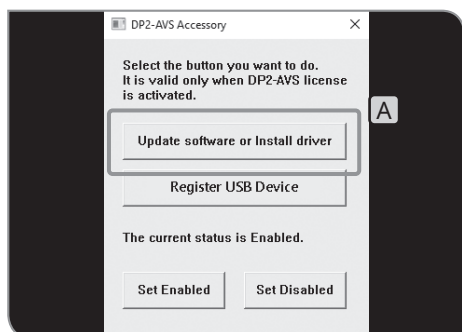 DP2-AVS Accessory
Select the button you want to do.
It is valid only when DP2-AVS license
is activated.
Update software or Install driver
A
Register USB Device
The current status is Enabled.
Set Enabled
Set Disabled